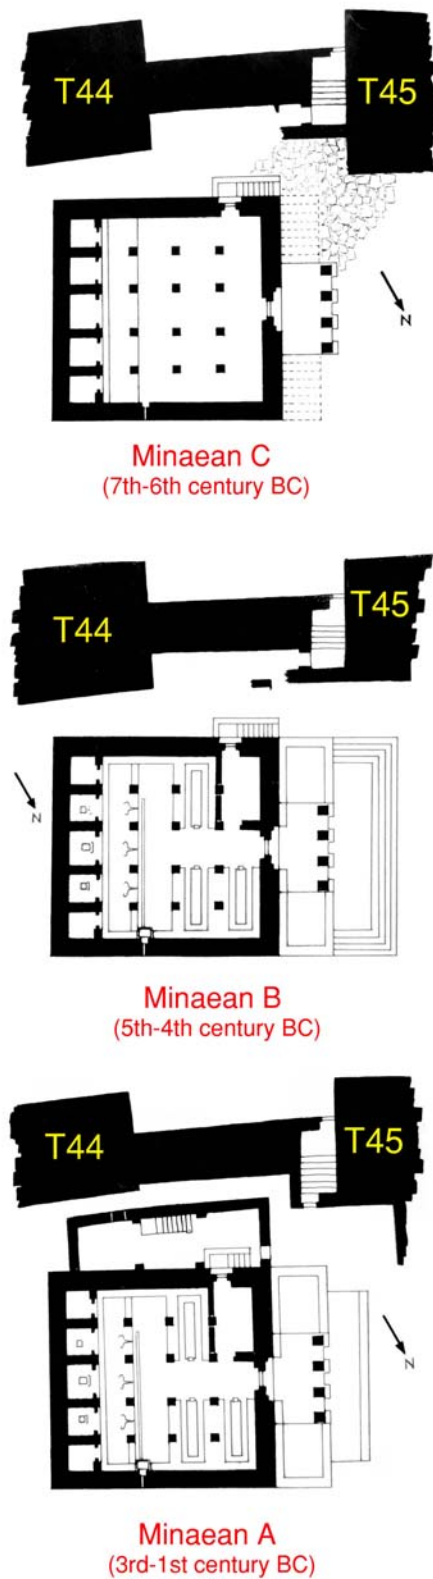 T44
T45
N
Minaean C
(7th-6th century BC)
T44
T45
N
Minaean B
(5th-4th century BC)
T44
T45
N
Minaean A
(3rd-1st century BC)